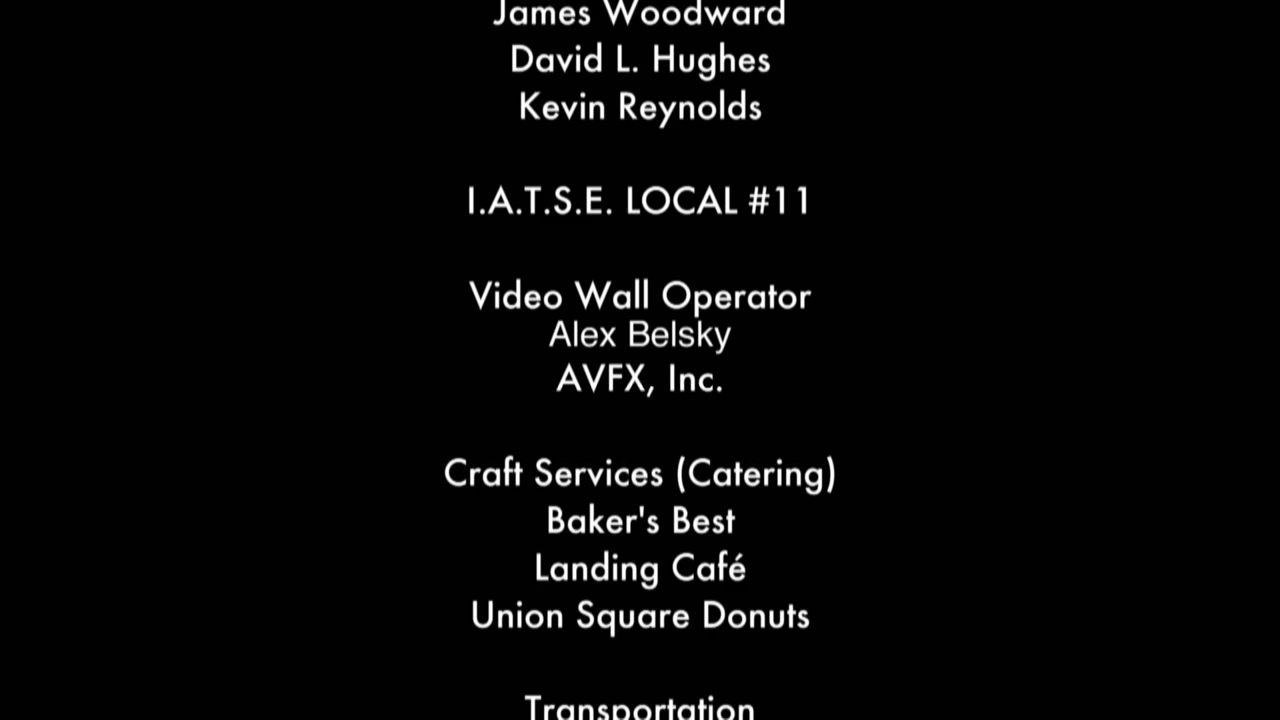 James Woodward
David L. Hughes
Kevin Reynolds
I.A.T.S.E. LOCAL #11
Video Wall Operator
Alex Belsky
AVFX, Inc.
Craft Services (Catering)
Baker's Best
Landing Café
Union Square Donuts
Transportation